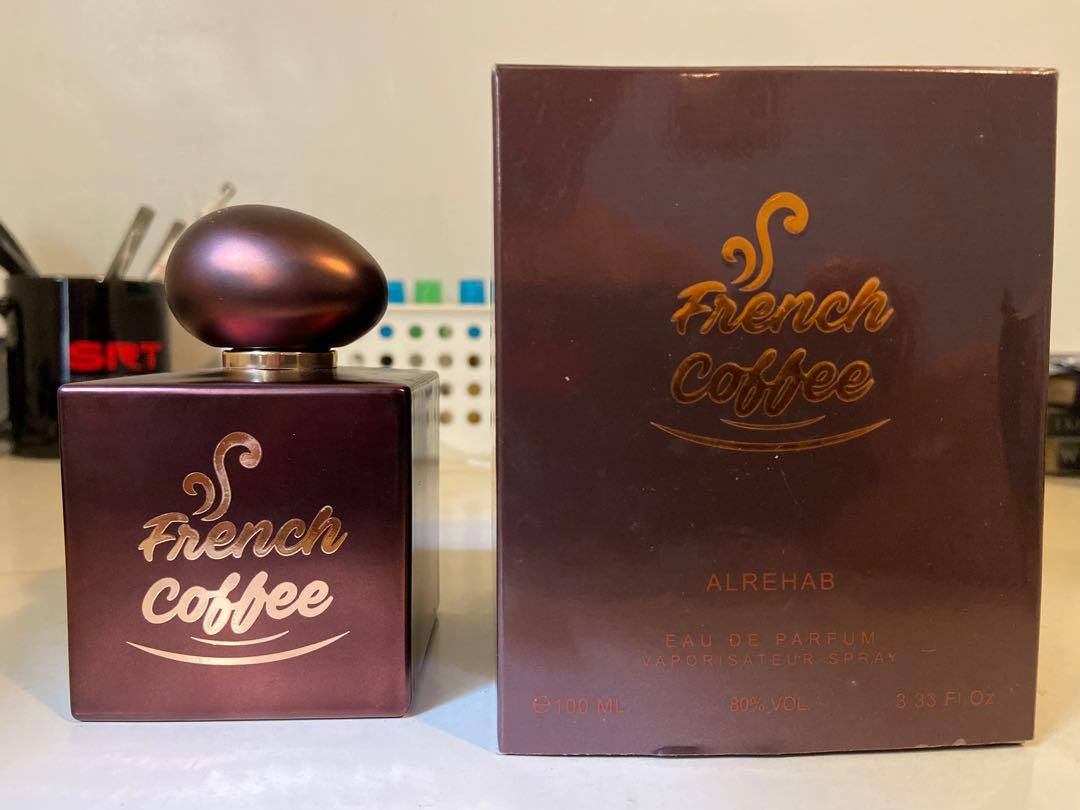 SRT
French
Coffee
French
Coffee
ALREHAB
EAU DE PARFUM
VAPORISATEUR SPRAY
℮100 ML
80% VOL
3.33 Fl.Oz